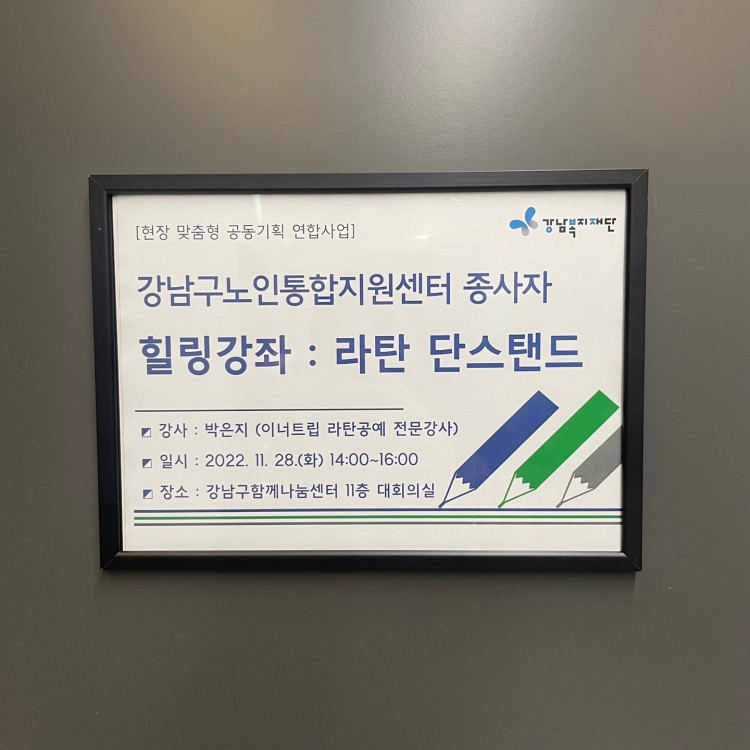 [현장 맞춤형 공동기획 연합사업]
강남복지재단
강남구노인통합지원센터 종사자
힐링강좌 : 라탄 단스탠드
강사 : 박은지 (이너트립 라탄공예 전문강사)
일시 : 2022. 11. 28.(화) 14:00~16:00
장소 : 강남구함께나눔센터 11층 대회의실